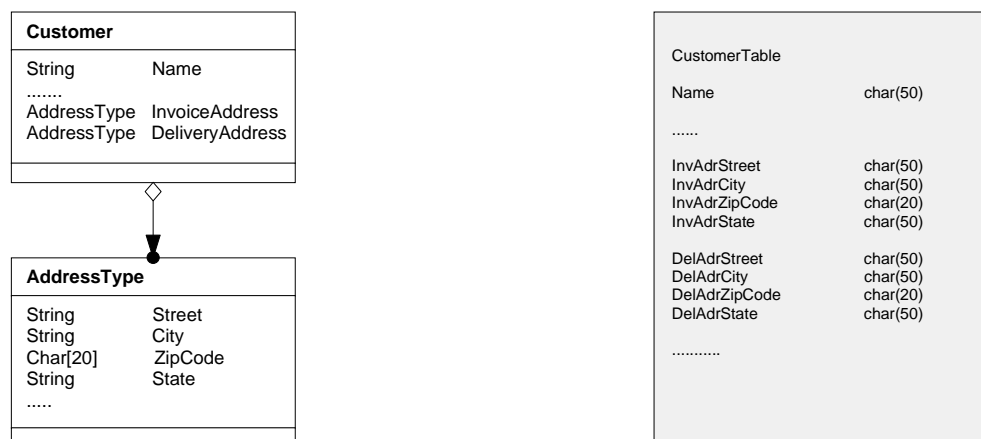 Customer
String Name
.......
AddressType InvoiceAddress
AddressType DeliveryAddress
AddressType
String Street
String City
Char[20] ZipCode
String State
.....
CustomerTable
Name char(50)
......
InvAdrStreet char(50)
InvAdrCity char(50)
InvAdrZipCode char(20)
InvAdrState char(50)
DelAdrStreet char(50)
DelAdrCity char(50)
DelAdrZipCode char(20)
DelAdrState char(50)
...........